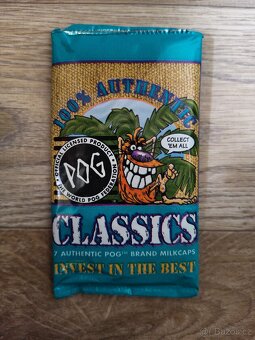 100% AUTHENTIC
COLLECT
'EM ALL
OFFICIAL LICENSED PRODUCT
OF THE WORLD POG FEDERATION
POG
CLASSICS
7 AUTHENTIC POG™ BRAND MILKCAPS
INVEST IN THE BEST